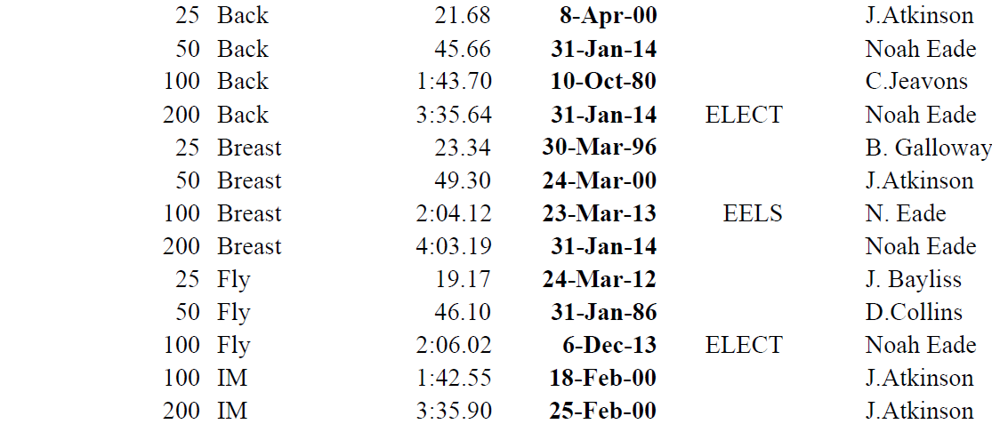 25 Back 21.68 8-Apr-00 J.Atkinson
50 Back 45.66 31-Jan-14 Noah Eade
100 Back 1:43.70 10-Oct-80 C.Jeavons
200 Back 3:35.64 31-Jan-14 ELECT Noah Eade
25 Breast 23.34 30-Mar-96 B. Galloway
50 Breast 49.30 24-Mar-00 J.Atkinson
100 Breast 2:04.12 23-Mar-13 EELS N. Eade
200 Breast 4:03.19 31-Jan-14 Noah Eade
25 Fly 19.17 24-Mar-12 J. Bayliss
50 Fly 46.10 31-Jan-86 D.Collins
100 Fly 2:06.02 6-Dec-13 ELECT Noah Eade
100 IM 1:42.55 18-Feb-00 J.Atkinson
200 IM 3:35.90 25-Feb-00 J.Atkinson